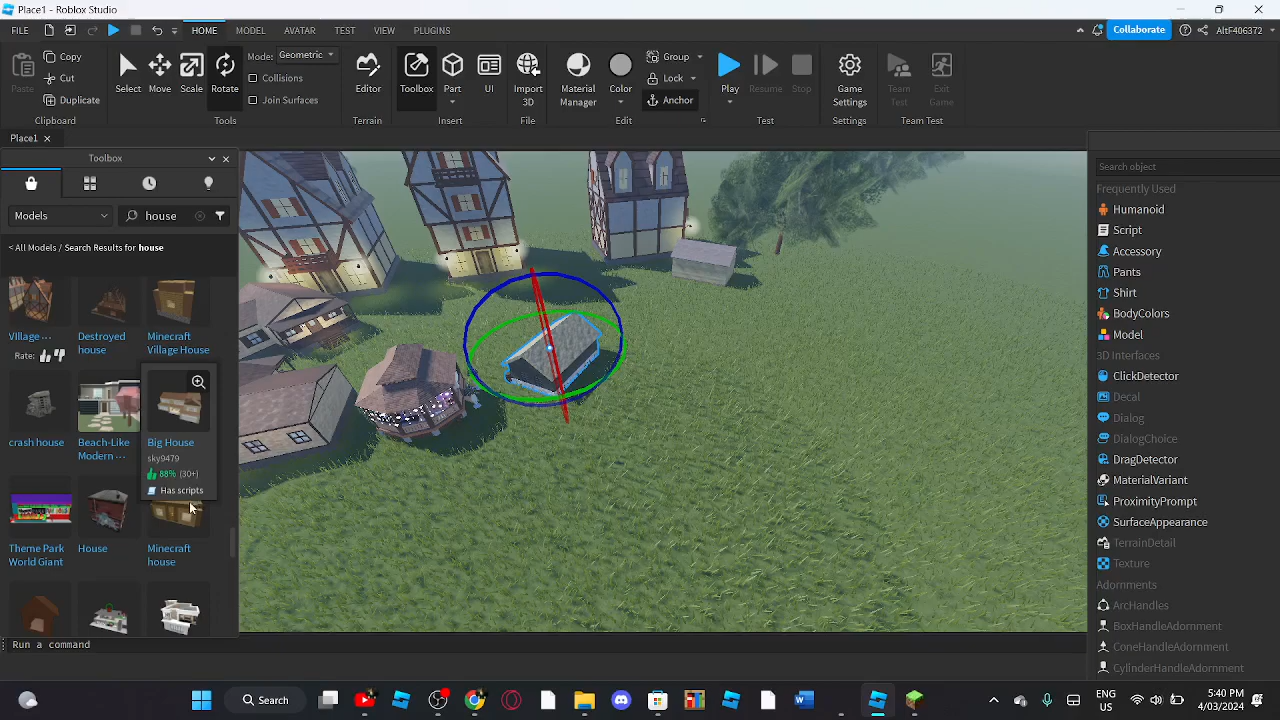 Place1 - Roblox Studio
FILE HOME MODEL AVATAR TEST VIEW PLUGINS
Collaborate AtEF406372
Paste Copy Cut Duplicate
Clipboard
Select Move Scale Rotate
Mode: Geometric
Collisions
Join Surfaces
Tools
Editor
Terrain
Toolbox Part UI
Insert
Import 3D
File
Material Manager Color
Group
Lock
Anchor
Edit
Play Resume Stop
Test
Game Settings
Settings
Team Test Exit Game
Team Test
Place1
Toolbox
Models house
< All Models / Search Results for house
Village ... Destroyed house Minecraft Village House
Rate:
crash house Beach-Like Modern ... Big House
sky9479
88% (30+)
Has scripts
Theme Park World Giant House Minecraft house
Search object
Frequently Used
Humanoid
Script
Accessory
Pants
Shirt
BodyColors
Model
3D Interfaces
ClickDetector
Decal
Dialog
DialogChoice
DragDetector
MaterialVariant
ProximityPrompt
SurfaceAppearance
TerrainDetail
Texture
Adornments
ArcHandles
BoxHandleAdornment
ConeHandleAdornment
CylinderHandleAdornment
Run a command
Search
ENG
US
5:40 PM
4/03/2024